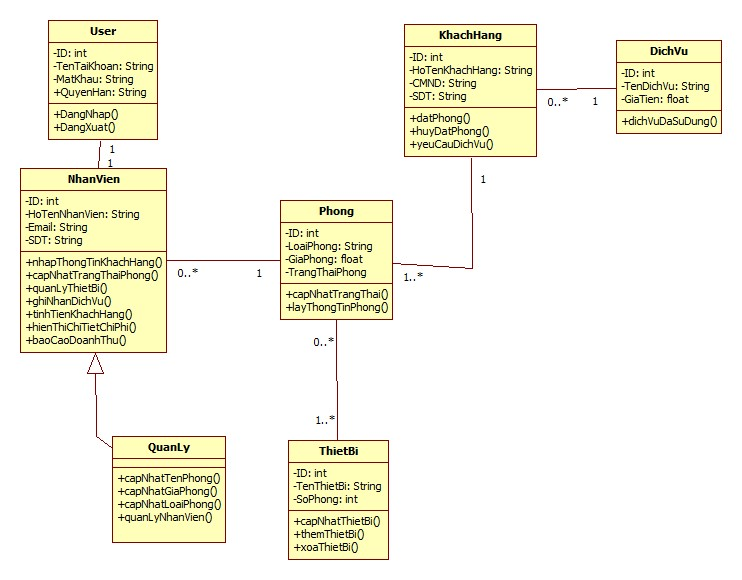 User
-ID: int
-TenTaiKhoan: String
-MatKhau: String
+QuyenHan: String
+DangNhap()
+DangXuat()
1
1
NhanVien
-ID: int
-HoTenNhanVien: String
-Email: String
-SDT: String
+nhapThongTinKhachHang()
+capNhatTrangThaiPhong()
+quanLyThietBi()
+ghiNhanDichVu()
+tinhTienKhachHang()
+hienThiChiTietChiPhi()
+baoCaoDoanhThu()
0..*
1
QuanLy
+capNhatTenPhong()
+capNhatGiaPhong()
+capNhatLoaiPhong()
+quanLyNhanVien()
Phong
-ID: int
-LoaiPhong: String
-GiaPhong: float
-TrangThaiPhong
+capNhatTrangThai()
+layThongTinPhong()
0..*
1..*
ThietBi
-ID: int
-TenThietBi: String
-SoPhong: int
+capNhatThietBi()
+themThietBi()
+xoaThietBi()
KhachHang
-ID: int
-HoTenKhachHang: String
-CMND: String
-SDT: String
+datPhong()
+huyDatPhong()
+yeuCauDichVu()
1
1..*
0..*
1
DichVu
-ID: int
-TenDichVu: String
-GiaTien: float
+dichVuDaSuDung()